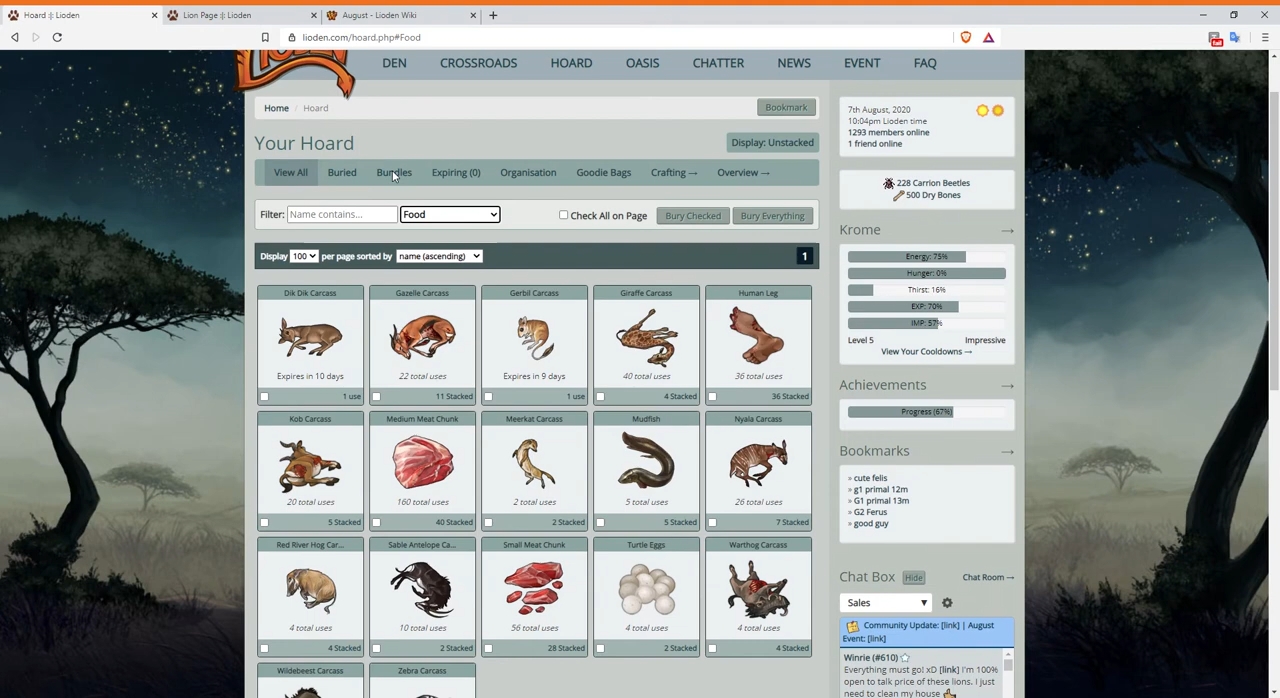 Hoard :|: Lioden
Lion Page :|: Lioden
August - Lioden Wiki
lioden.com/hoard.php#Food
fail
LIODEN
DEN CROSSROADS HOARD OASIS CHATTER NEWS EVENT FAQ
Home / Hoard
Bookmark
Your Hoard
Display: Unstacked
View All Buried Bundles Expiring (0) Organisation Goodie Bags Crafting → Overview →
Filter: Name contains... Food Check All on Page Bury Checked Bury Everything
Display 100 per page sorted by name (ascending) 1
Dik Dik Carcass Gazelle Carcass Gerbil Carcass Giraffe Carcass Human Leg
Expires in 10 days 22 total uses Expires in 9 days 40 total uses 36 total uses
1 use 11 Stacked 1 use 4 Stacked 36 Stacked
Kob Carcass Medium Meat Chunk Meerkat Carcass Mudfish Nyala Carcass
20 total uses 160 total uses 2 total uses 5 total uses 26 total uses
5 Stacked 40 Stacked 2 Stacked 5 Stacked 7 Stacked
Red River Hog Car... Sable Antelope Ca... Small Meat Chunk Turtle Eggs Warthog Carcass
4 total uses 10 total uses 56 total uses 4 total uses 4 total uses
4 Stacked 2 Stacked 28 Stacked 2 Stacked 4 Stacked
Wildebeest Carcass Zebra Carcass
7th August, 2020
10:04pm Lioden time
1293 members online
1 friend online
228 Carrion Beetles
500 Dry Bones
Krome →
Energy: 75%
Hunger: 0%
Thirst: 16%
EXP: 70%
IMP: 57%
Level 5 Impressive
View Your Cooldowns →
Achievements →
Progress (67%)
Bookmarks →
» cute felis
» g1 primal 12m
» G1 primal 13m
» G2 Ferus
» good guy
Chat Box Hide Chat Room →
Sales
Community Update: [link] | August
Event: [link]
Winrie (#610)
Everything must go! xD [link] I'm 100%
open to talk price of these lions. I just
need to clean my house